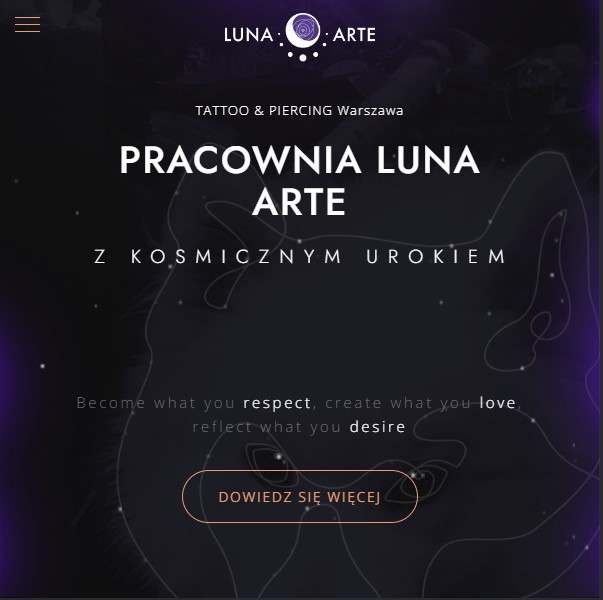 LUNA ARTE
TATTOO & PIERCING Warszawa
PRACOWNIA LUNA
ARTE
Z KOSMICZNYM UROKIEM
Become what you respect, create what you love,
reflect what you desire
DOWIEDZ SIĘ WIĘCEJ